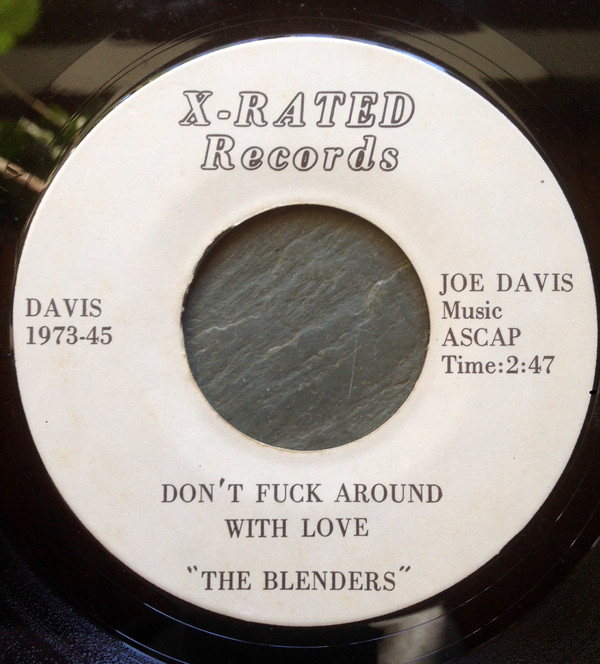 X-RATED
Records
DAVIS
1973-45
JOE DAVIS
Music
ASCAP
Time:2:47
DON'T FUCK AROUND
WITH LOVE
"THE BLENDERS"